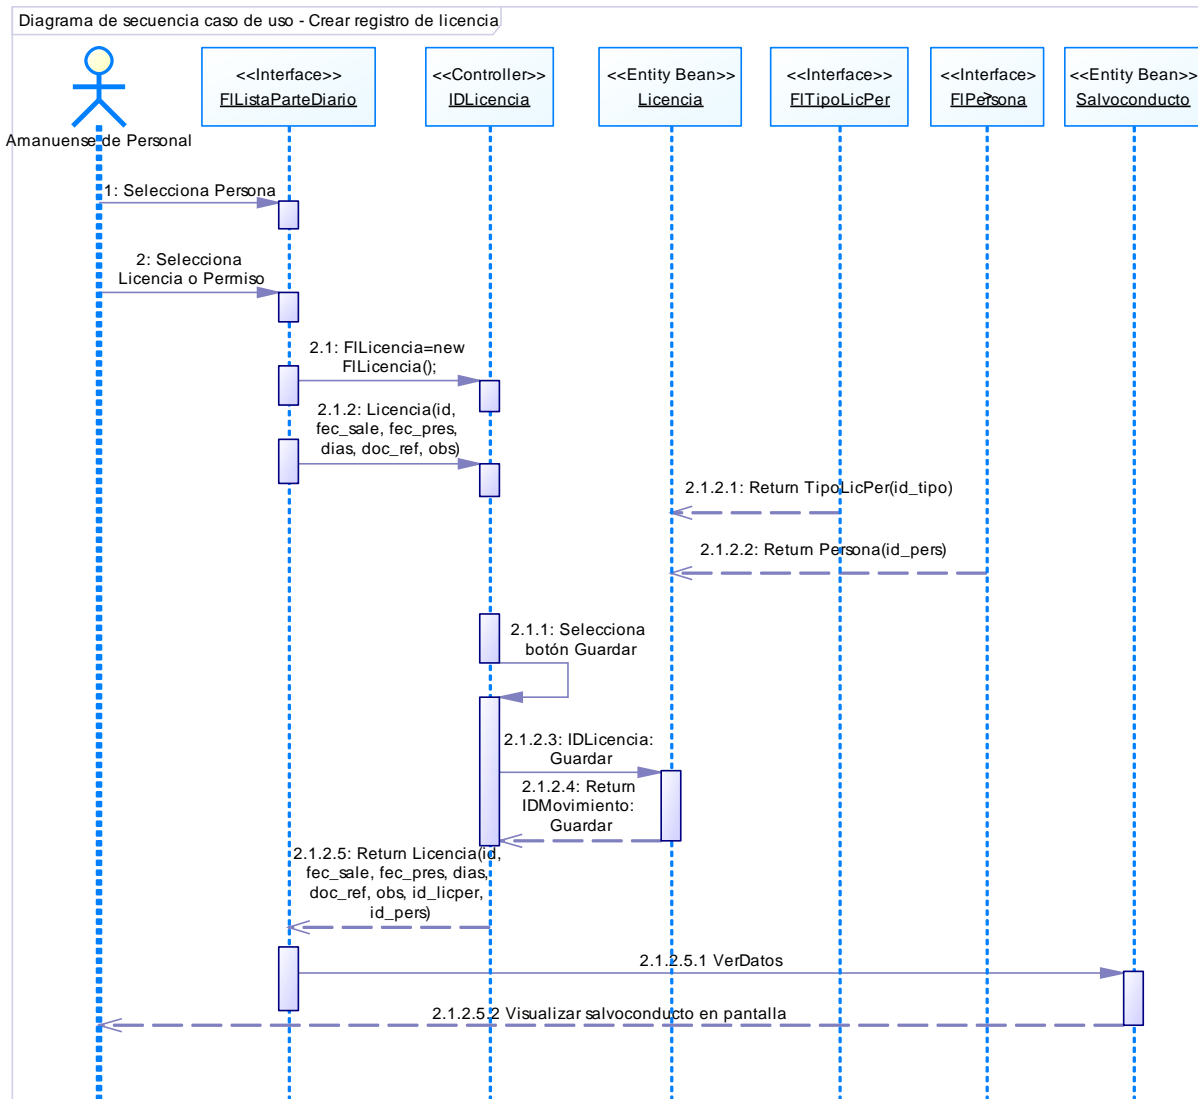 Diagrama de secuencia caso de uso - Crear registro de licencia
<<Interface>>
FIListaParteDiario
<<Controller>>
IDLicencia
<<Entity Bean>>
Licencia
<<Interface>>
FITipoLicPer
<<Interface>
>
FIPersona
<<Entity Bean>>
Salvoconducto
Amanuense de Personal
1: Selecciona Persona
2: Selecciona
Licencia o Permiso
2.1: FILicencia=new
FILicencia();
2.1.2: Licencia(id,
fec_sale, fec_pres,
dias, doc_ref, obs)
2.1.2.1: Return TipoLicPer(id_tipo)
2.1.2.2: Return Persona(id_pers)
2.1.1: Selecciona
botón Guardar
2.1.2.3: IDLicencia:
Guardar
2.1.2.4: Return
IDMovimiento:
Guardar
2.1.2.5: Return Licencia(id,
fec_sale, fec_pres, dias,
doc_ref, obs, id_licper,
id_pers)
2.1.2.5.1 VerDatos
2.1.2.5.2 Visualizar salvoconducto en pantalla